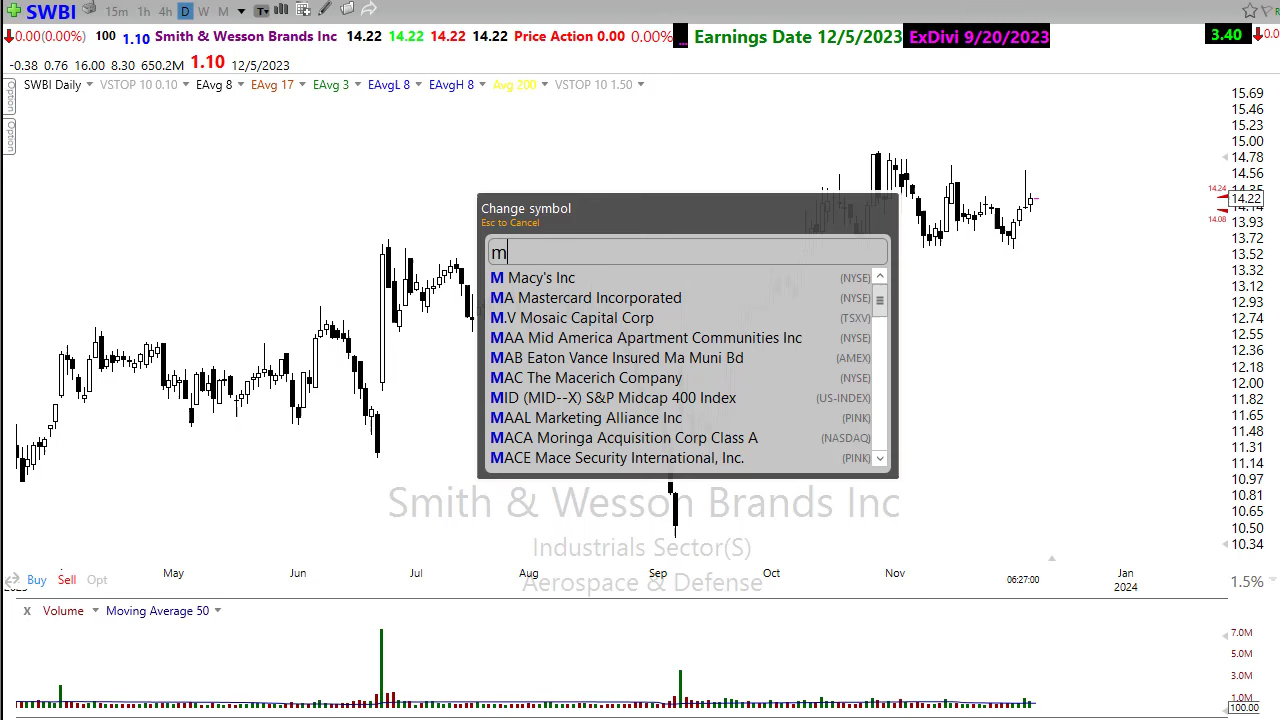 SWBI 15m 1h 4h D W M T
0.00(0.00%) 100 1.10 Smith & Wesson Brands Inc 14.22 14.22 14.22 14.22 Price Action 0.00 0.00% ... Earnings Date 12/5/2023 ExDivi 9/20/2023 3.40
-0.38 0.76 16.00 8.30 650.2M 1.10 12/5/2023
SWBI Daily VSTOP 10 0.10 EAvg 8 EAvg 17 EAvg 3 EAvgL 8 EAvgH 8 Avg 200 VSTOP 10 1.50
Option
Option
15.69
15.46
15.23
15.00
14.78
14.56
14.24
14.22
14.08
13.93
13.72
13.52
13.32
13.12
12.93
12.74
12.55
12.36
12.18
12.00
11.82
11.65
11.48
11.31
11.14
10.97
10.81
10.65
10.50
10.34
Change symbol
Esc to Cancel
m
M Macy's Inc (NYSE)
MA Mastercard Incorporated (NYSE)
M.V Mosaic Capital Corp (TSXV)
MAA Mid America Apartment Communities Inc (NYSE)
MAB Eaton Vance Insured Ma Muni Bd (AMEX)
MAC The Macerich Company (NYSE)
MID (MID--X) S&P Midcap 400 Index (US-INDEX)
MAAL Marketing Alliance Inc (PINK)
MACA Moringa Acquisition Corp Class A (NASDAQ)
MACE Mace Security International, Inc. (PINK)
Smith & Wesson Brands Inc
Industrials Sector(S)
Aerospace & Defense
May Jun Jul Aug Sep Oct Nov 06:27:00 Jan
2024
Buy Sell Opt
1.5%
X Volume Moving Average 50
7.0M
5.0M
3.0M
1.0M
100.00